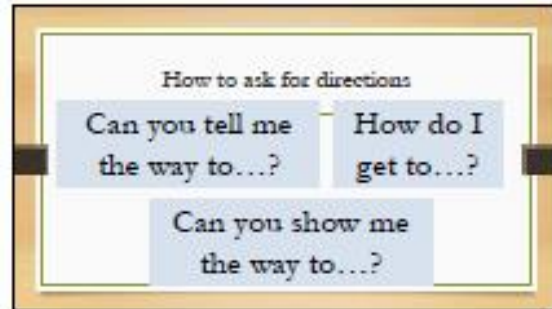 How to ask for directions
Can you tell me
the way to...?
How do I
get to...?
Can you show me
the way to...?